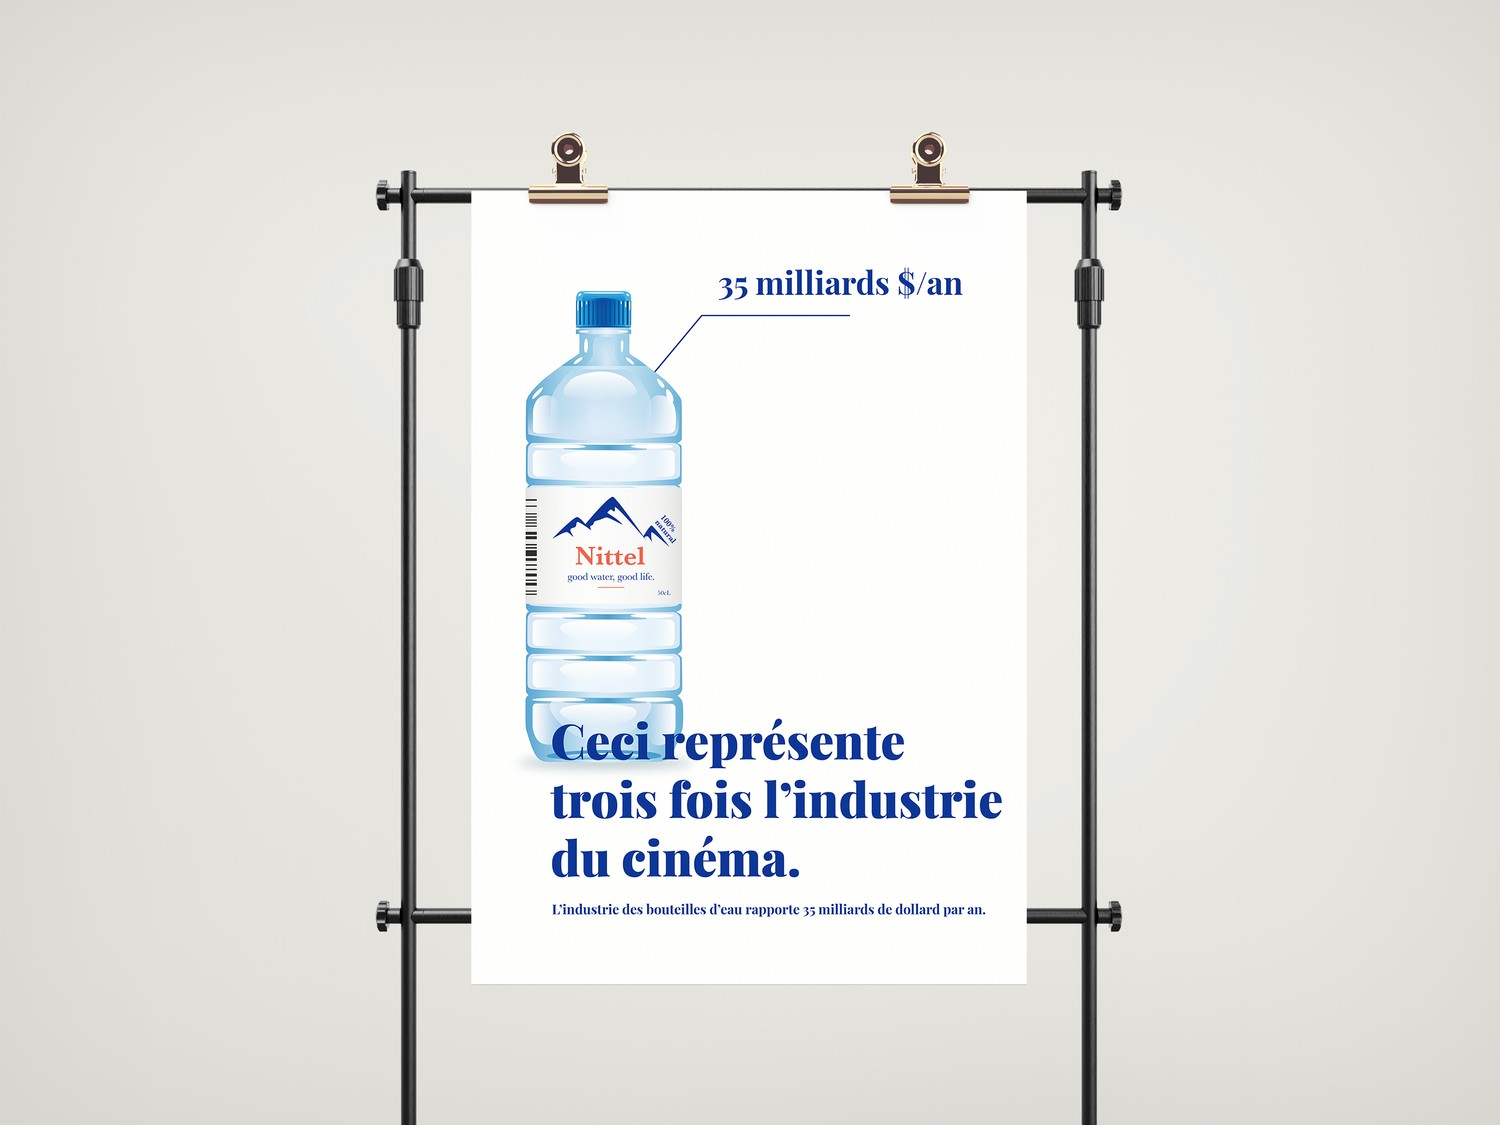 35 milliards $/an
100%
natural
Nittel
good water, good life.
50cL
Ceci représente
trois fois l’industrie
du cinéma.
L’industrie des bouteilles d’eau rapporte 35 milliards de dollard par an.